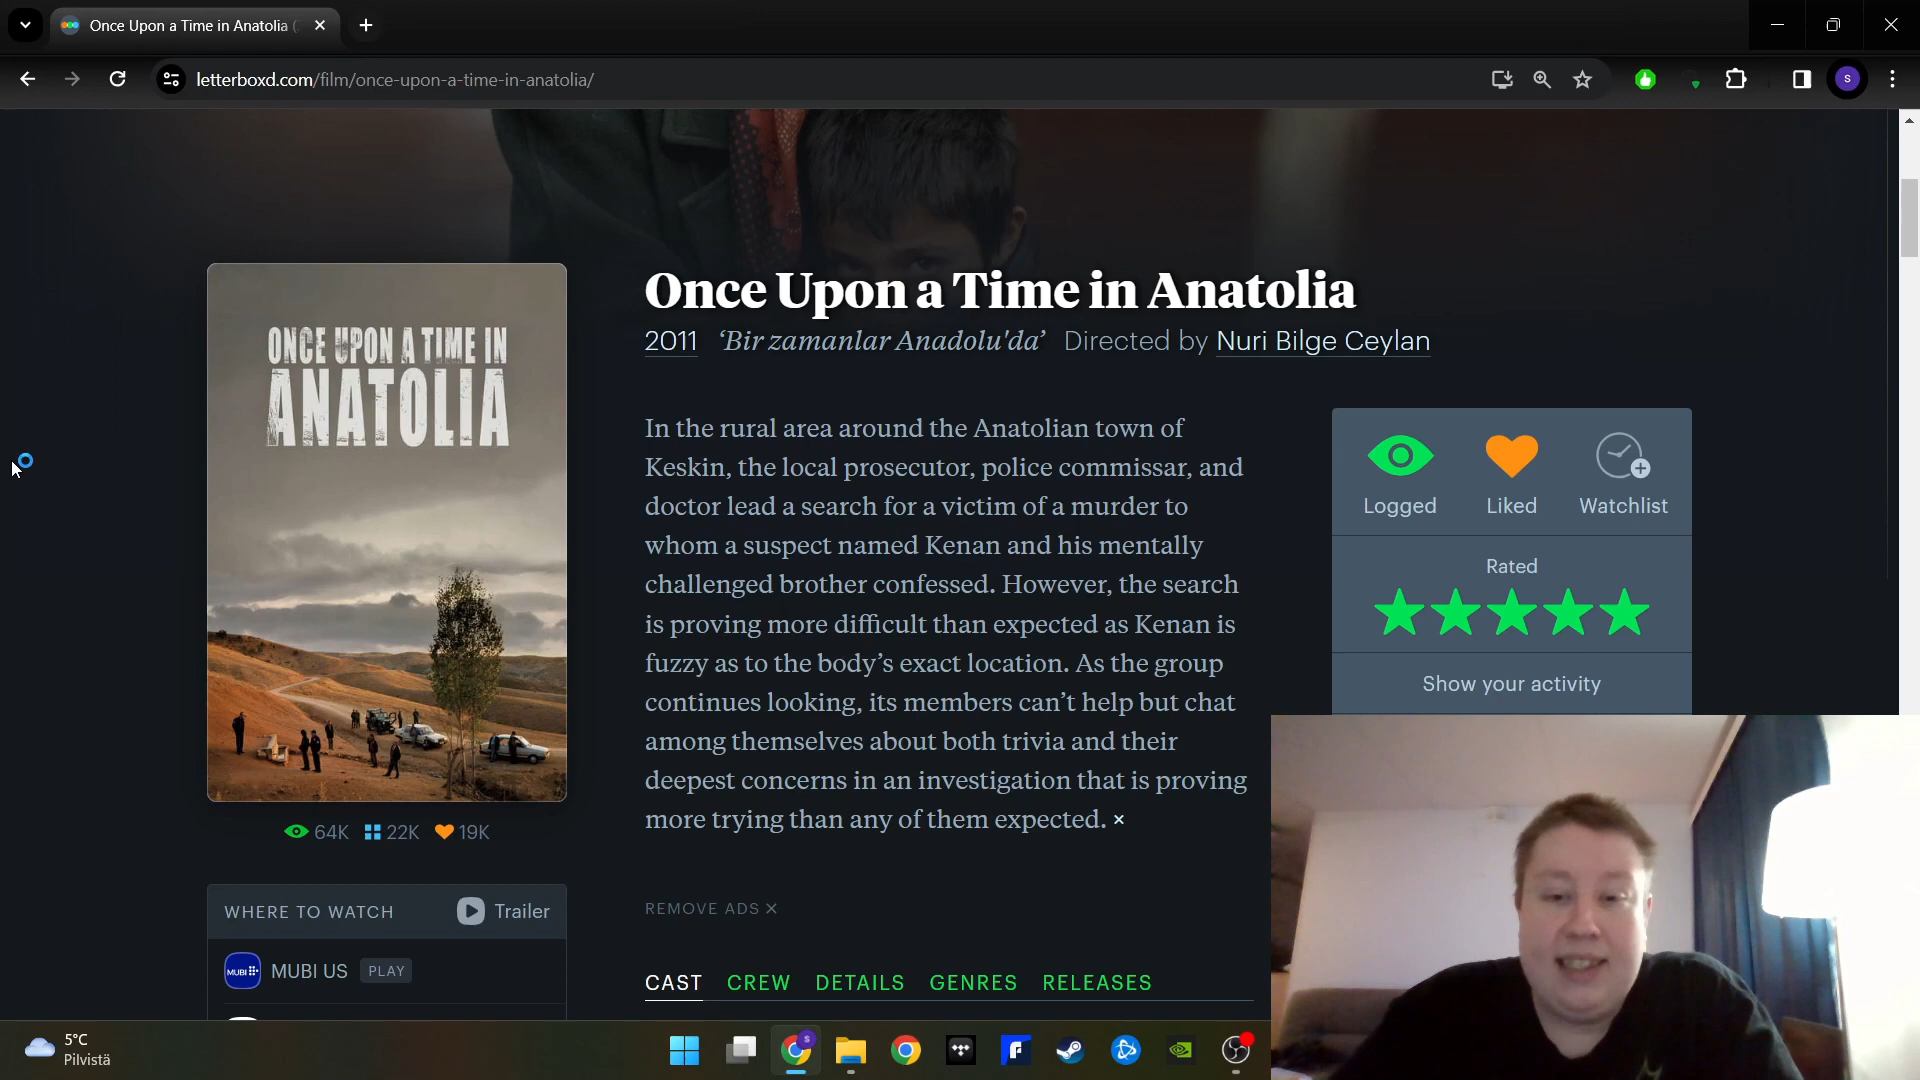 Once Upon a Time in Anatolia (
letterboxd.com/film/once-upon-a-time-in-anatolia/
S
ONCE UPON A TIME IN
ANATOLIA
Once Upon a Time in Anatolia
2011 ‘Bir zamanlar Anadolu'da’ Directed by Nuri Bilge Ceylan
In the rural area around the Anatolian town of
Keskin, the local prosecutor, police commissar, and
doctor lead a search for a victim of a murder to
whom a suspect named Kenan and his mentally
challenged brother confessed. However, the search
is proving more difficult than expected as Kenan is
fuzzy as to the body’s exact location. As the group
continues looking, its members can’t help but chat
among themselves about both trivia and their
deepest concerns in an investigation that is proving
more trying than any of them expected. ×
Logged Liked Watchlist
Rated
Show your activity
64K 22K 19K
WHERE TO WATCH Trailer
MUBI MUBI US PLAY
REMOVE ADS ×
CAST CREW DETAILS GENRES RELEASES
5°C
Pilvistä